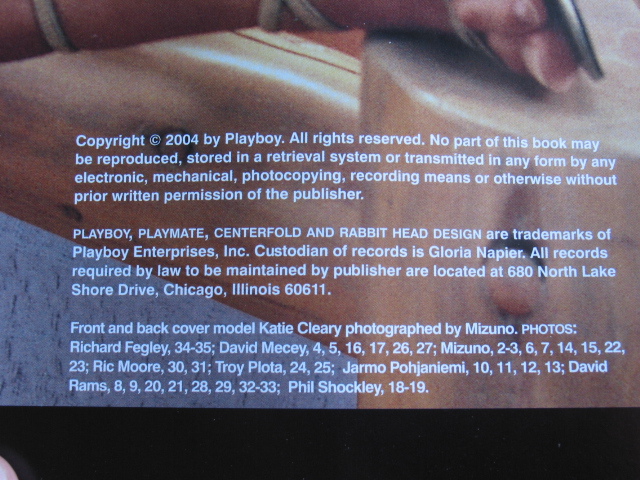 Copyright © 2004 by Playboy. All rights reserved. No part of this book may
be reproduced, stored in a retrieval system or transmitted in any form by any
electronic, mechanical, photocopying, recording means or otherwise without
prior written permission of the publisher.
PLAYBOY, PLAYMATE, CENTERFOLD AND RABBIT HEAD DESIGN are trademarks of
Playboy Enterprises, Inc. Custodian of records is Gloria Napier. All records
required by law to be maintained by publisher are located at 680 North Lake
Shore Drive, Chicago, Illinois 60611.
Front and back cover model Katie Cleary photographed by Mizuno. PHOTOS:
Richard Fegley, 34-35; David Mecey, 4, 5, 16, 17, 26, 27; Mizuno, 2-3, 6, 7, 14, 15, 22,
23; Ric Moore, 30, 31; Troy Plota, 24, 25; Jarmo Pohjaniemi, 10, 11, 12, 13; David
Rams, 8, 9, 20, 21, 28, 29, 32-33; Phil Shockley, 18-19.